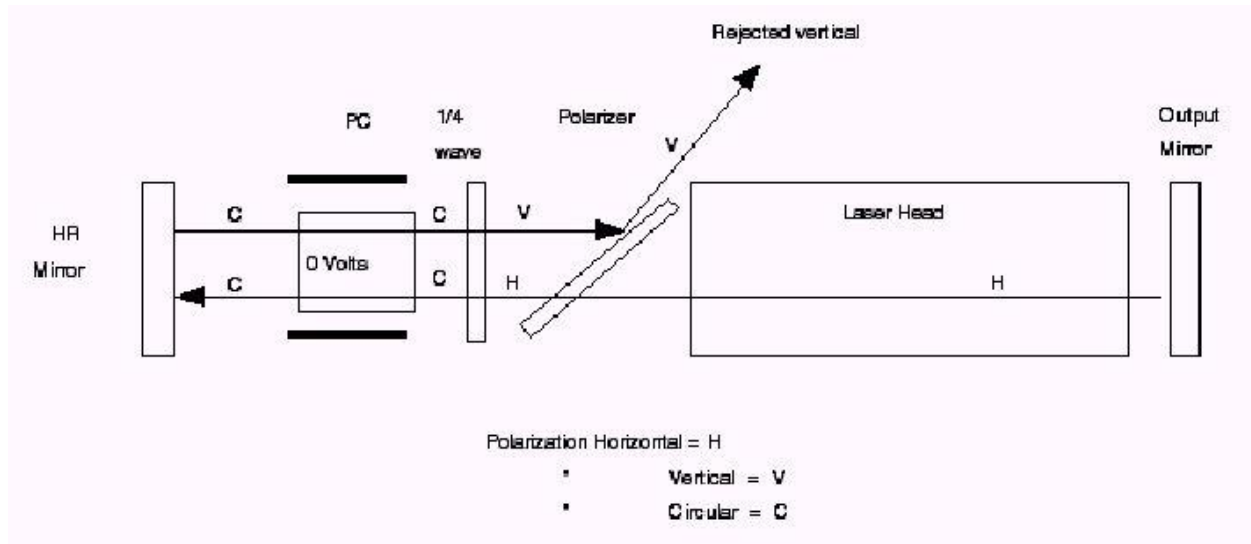 Rejected vertical
PC
1/4
wave
Polarizer
Output
Mirror
V
C
C
V
Laser Head
HR
Mirror
0 Volts
C
C
H
H
Polarization Horizontal = H
" Vertical = V
" Circular = C